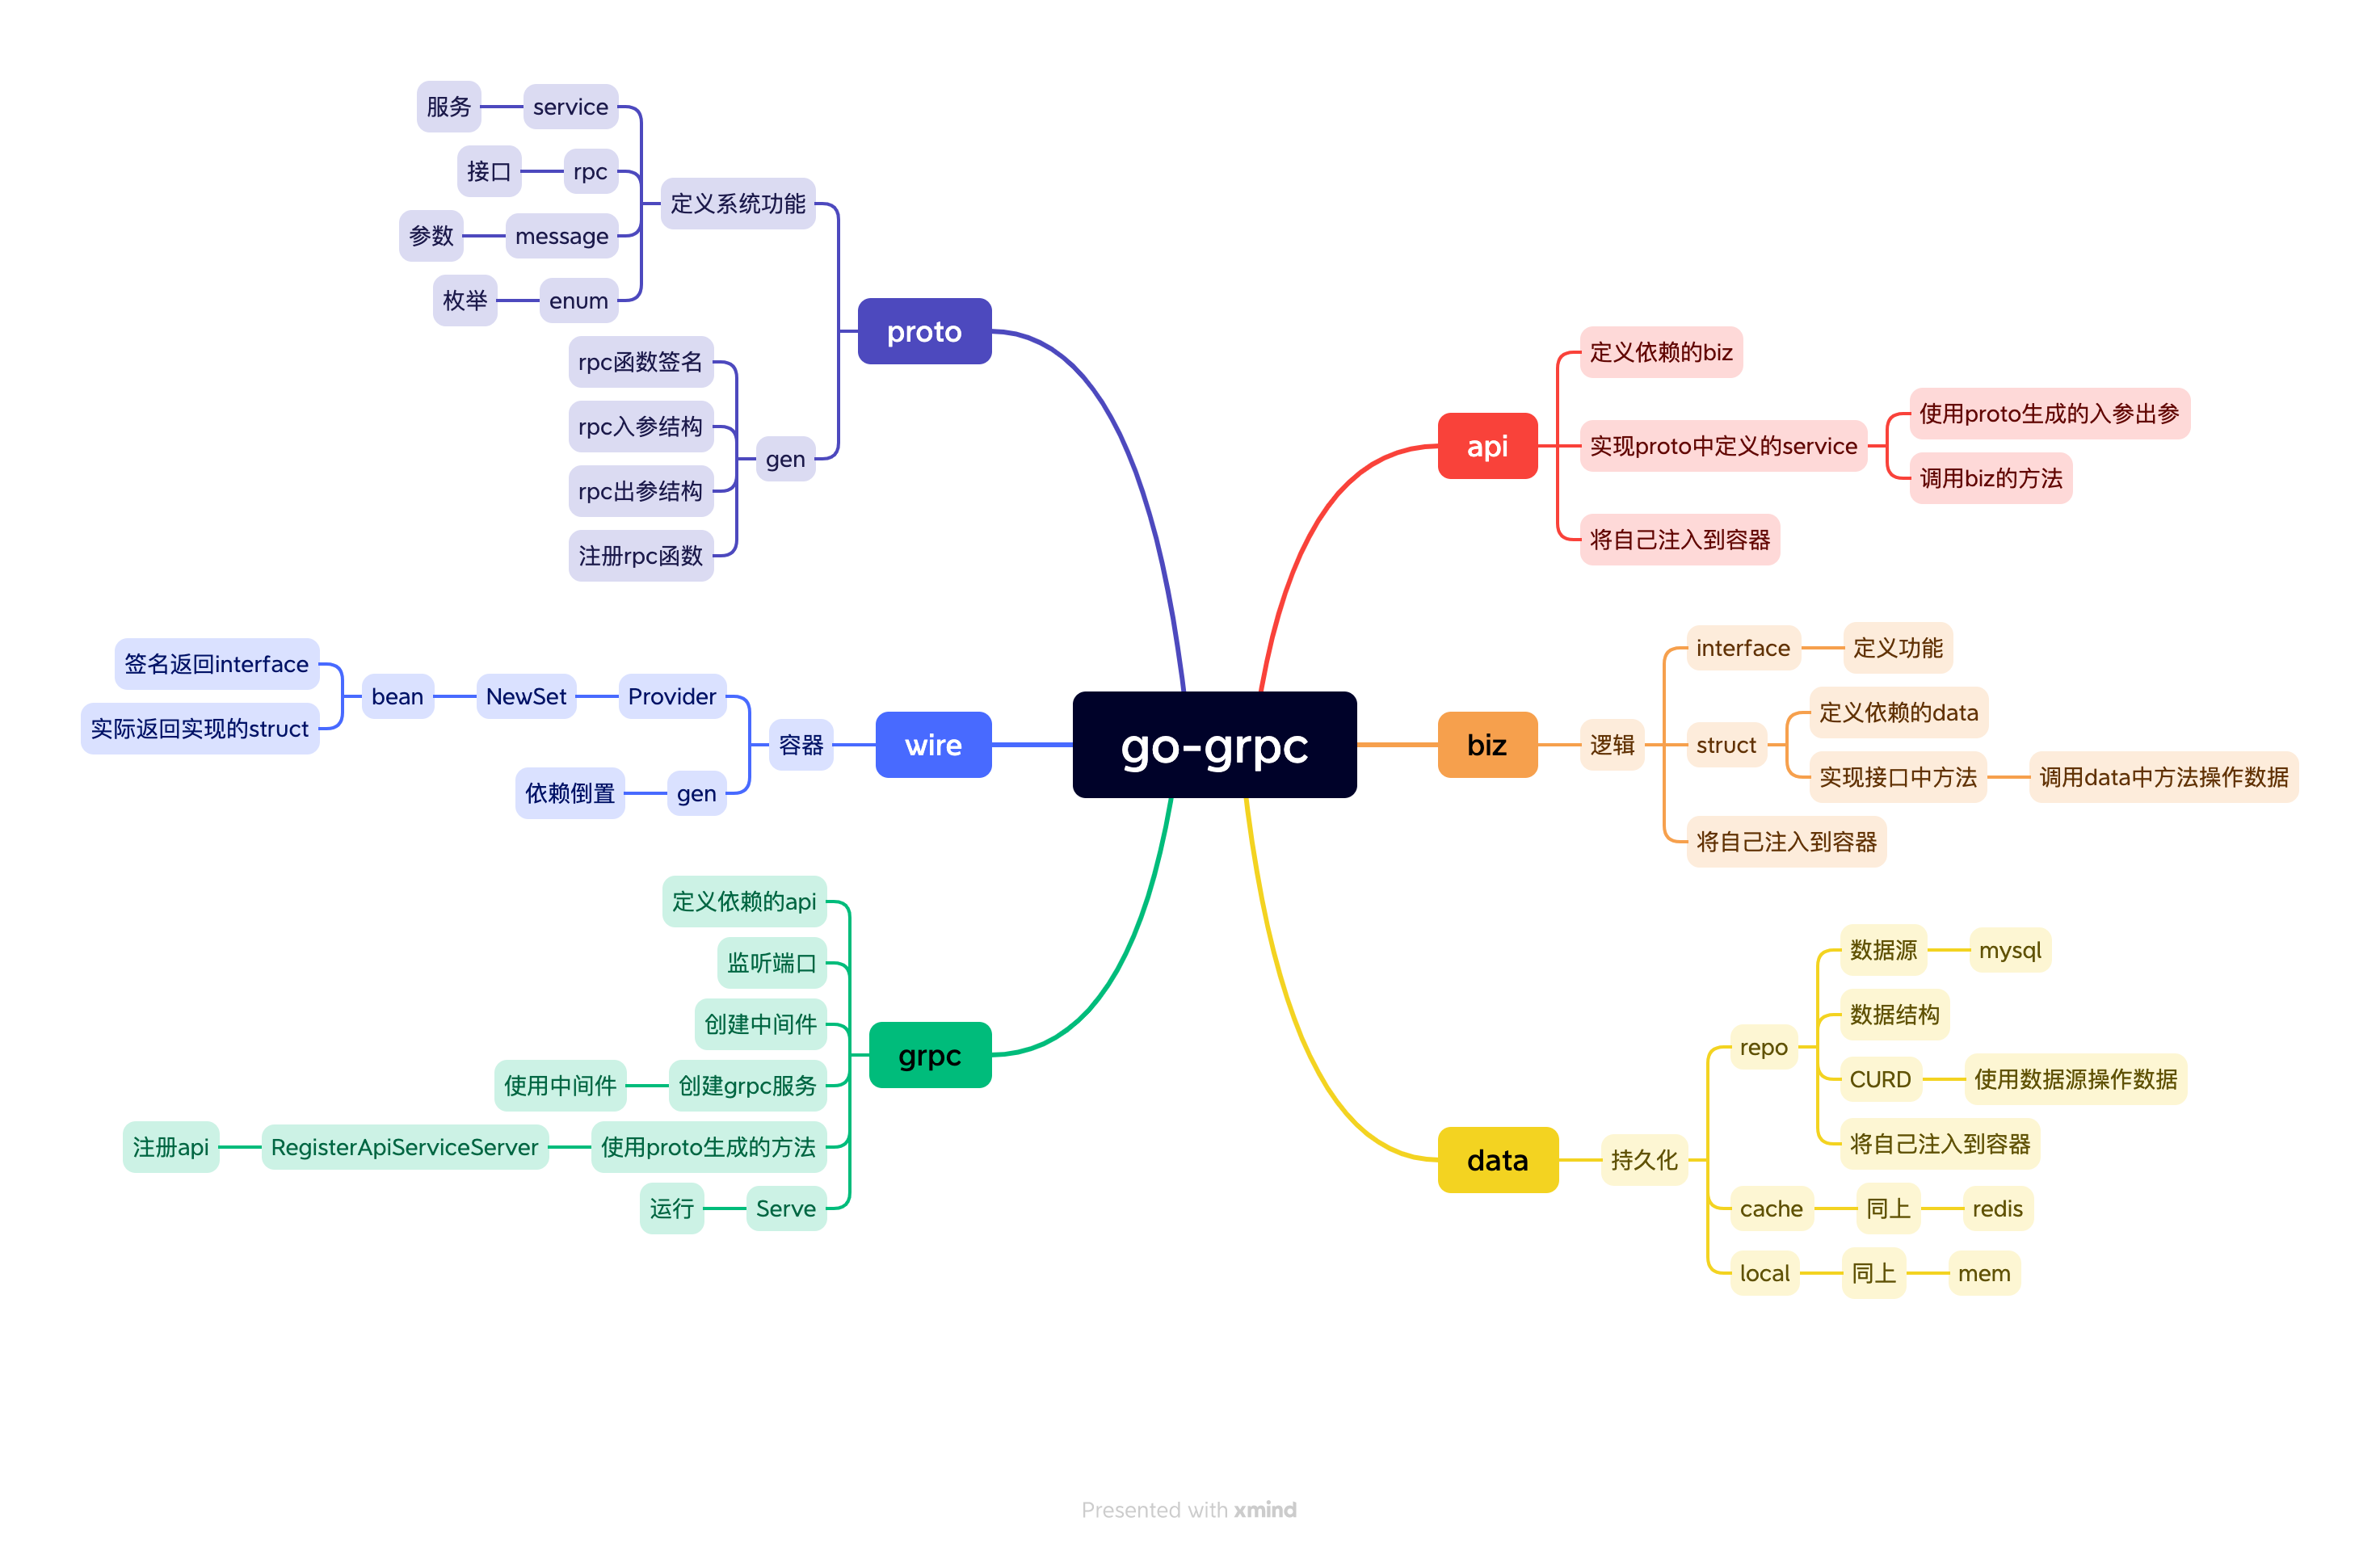 go-grpc
proto
定义系统功能
service
服务
rpc
接口
message
参数
enum
枚举
gen
rpc函数签名
rpc入参结构
rpc出参结构
注册rpc函数
wire
容器
Provider
NewSet
bean
签名返回interface
实际返回实现的struct
gen
依赖倒置
grpc
定义依赖的api
监听端口
创建中间件
创建grpc服务
使用中间件
使用proto生成的方法
RegisterApiServiceServer
注册api
Serve
运行
api
定义依赖的biz
实现proto中定义的service
使用proto生成的入参出参
调用biz的方法
将自己注入到容器
biz
逻辑
interface
定义功能
struct
定义依赖的data
实现接口中方法
调用data中方法操作数据
将自己注入到容器
data
持久化
repo
数据源
mysql
数据结构
CURD
使用数据源操作数据
将自己注入到容器
cache
同上
redis
local
同上
mem
Presented with xmind